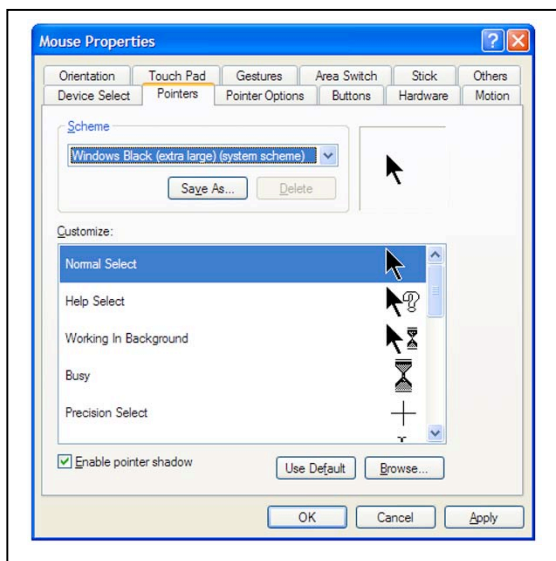 Mouse Properties
Orientation Touch Pad Gestures Area Switch Stick Others
Device Select Pointers Pointer Options Buttons Hardware Motion
Scheme
Windows Black (extra large) (system scheme)
Save As... Delete
Customize:
Normal Select
Help Select
Working In Background
Busy
Precision Select
Enable pointer shadow
Use Default Browse...
OK Cancel Apply